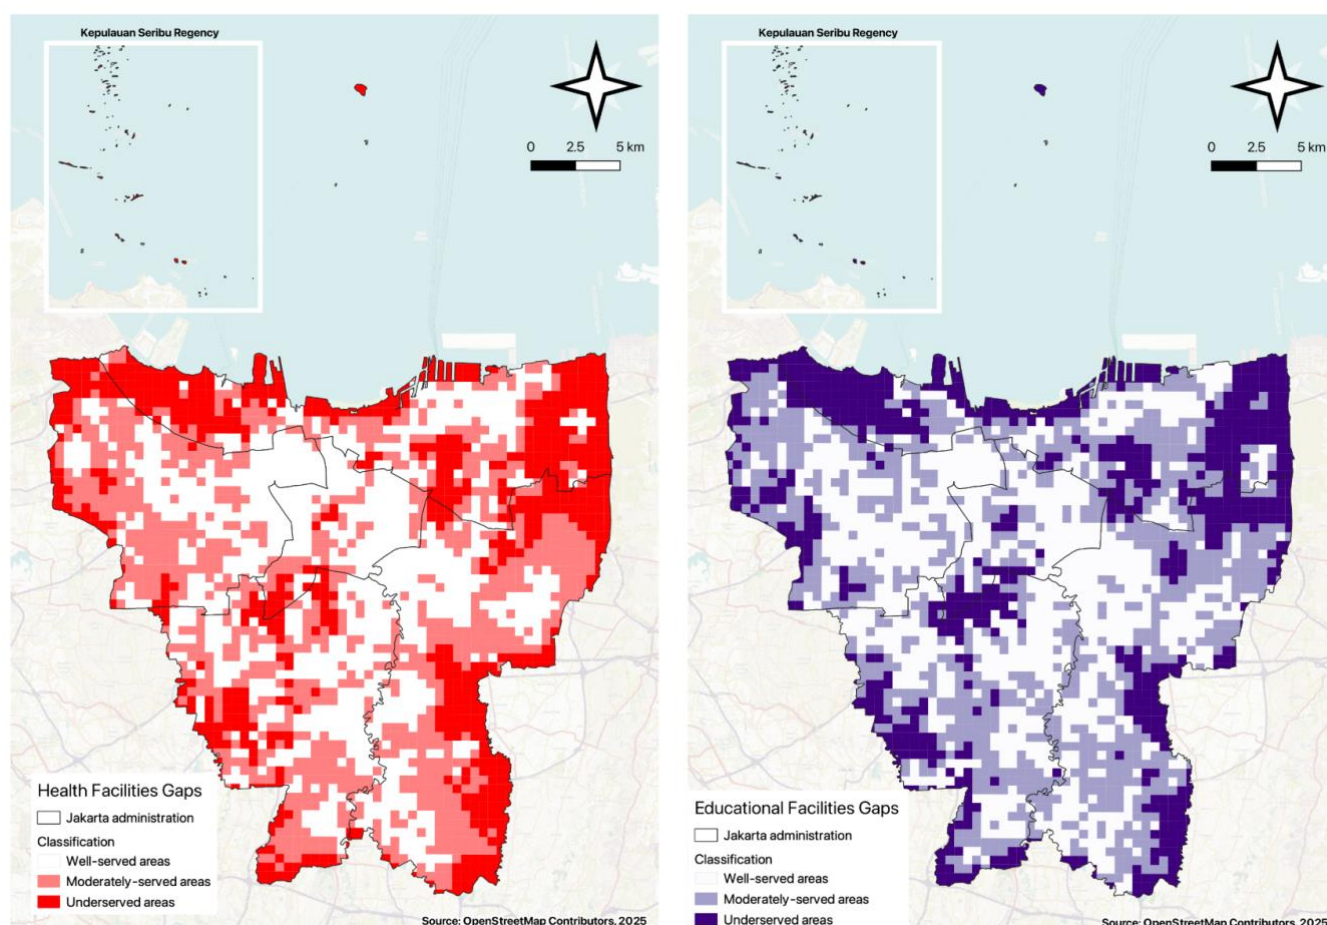 Kepulauan Seribu Regency
0 2.5 5 km
Health Facilities Gaps
Jakarta administration
Classification
Well-served areas
Moderately-served areas
Underserved areas
Source: OpenStreetMap Contributors, 2025
Kepulauan Seribu Regency
0 2.5 5 km
Educational Facilities Gaps
Jakarta administration
Classification
Well-served areas
Moderately-served areas
Underserved areas
Source: OpenStreetMap Contributors, 2025